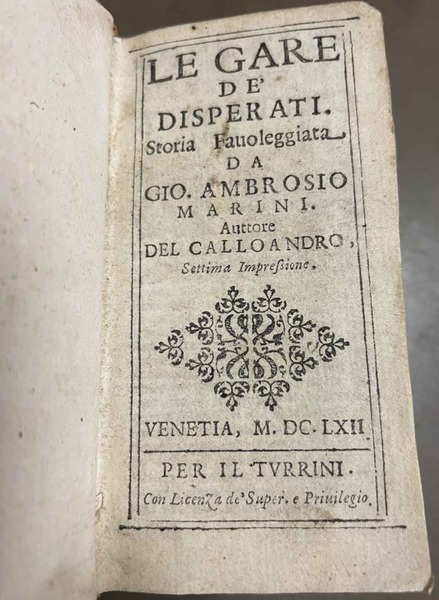 LE GARE
DE'
DISPERATI.
Storia Fauoleggiata
DA
GIO. AMBROSIO
MARINI.
Auttore
DEL CALLOANDRO,
Settima Impreſſione.
VENETIA, M. DC. LXII
PER IL TVRRINI.
Con Licenza de' Super. e Priuilegio